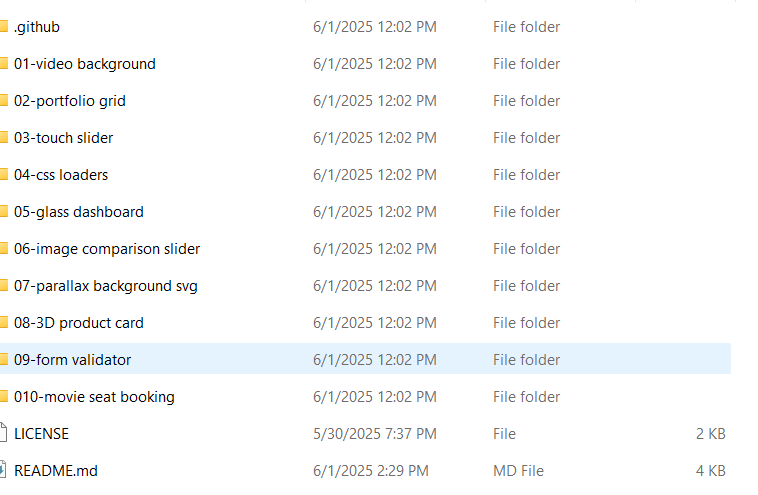 .github 6/1/2025 12:02 PM File folder
01-video background 6/1/2025 12:02 PM File folder
02-portfolio grid 6/1/2025 12:02 PM File folder
03-touch slider 6/1/2025 12:02 PM File folder
04-css loaders 6/1/2025 12:02 PM File folder
05-glass dashboard 6/1/2025 12:02 PM File folder
06-image comparison slider 6/1/2025 12:02 PM File folder
07-parallax background svg 6/1/2025 12:02 PM File folder
08-3D product card 6/1/2025 12:02 PM File folder
09-form validator 6/1/2025 12:02 PM File folder
010-movie seat booking 6/1/2025 12:02 PM File folder
LICENSE 5/30/2025 7:37 PM File 2 KB
README.md 6/1/2025 2:29 PM MD File 4 KB